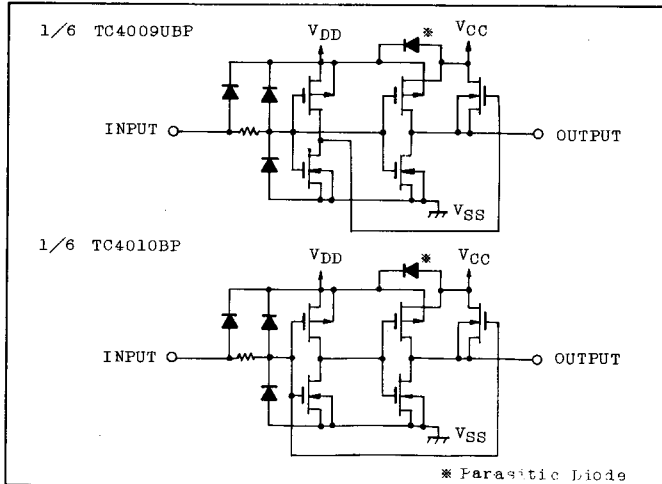 1/6 TC4009UBP
VDD
※
VCC
INPUT
OUTPUT
VSS
1/6 TC4010BP
VDD
※
VCC
INPUT
OUTPUT
VSS
※ Parasitic Diode